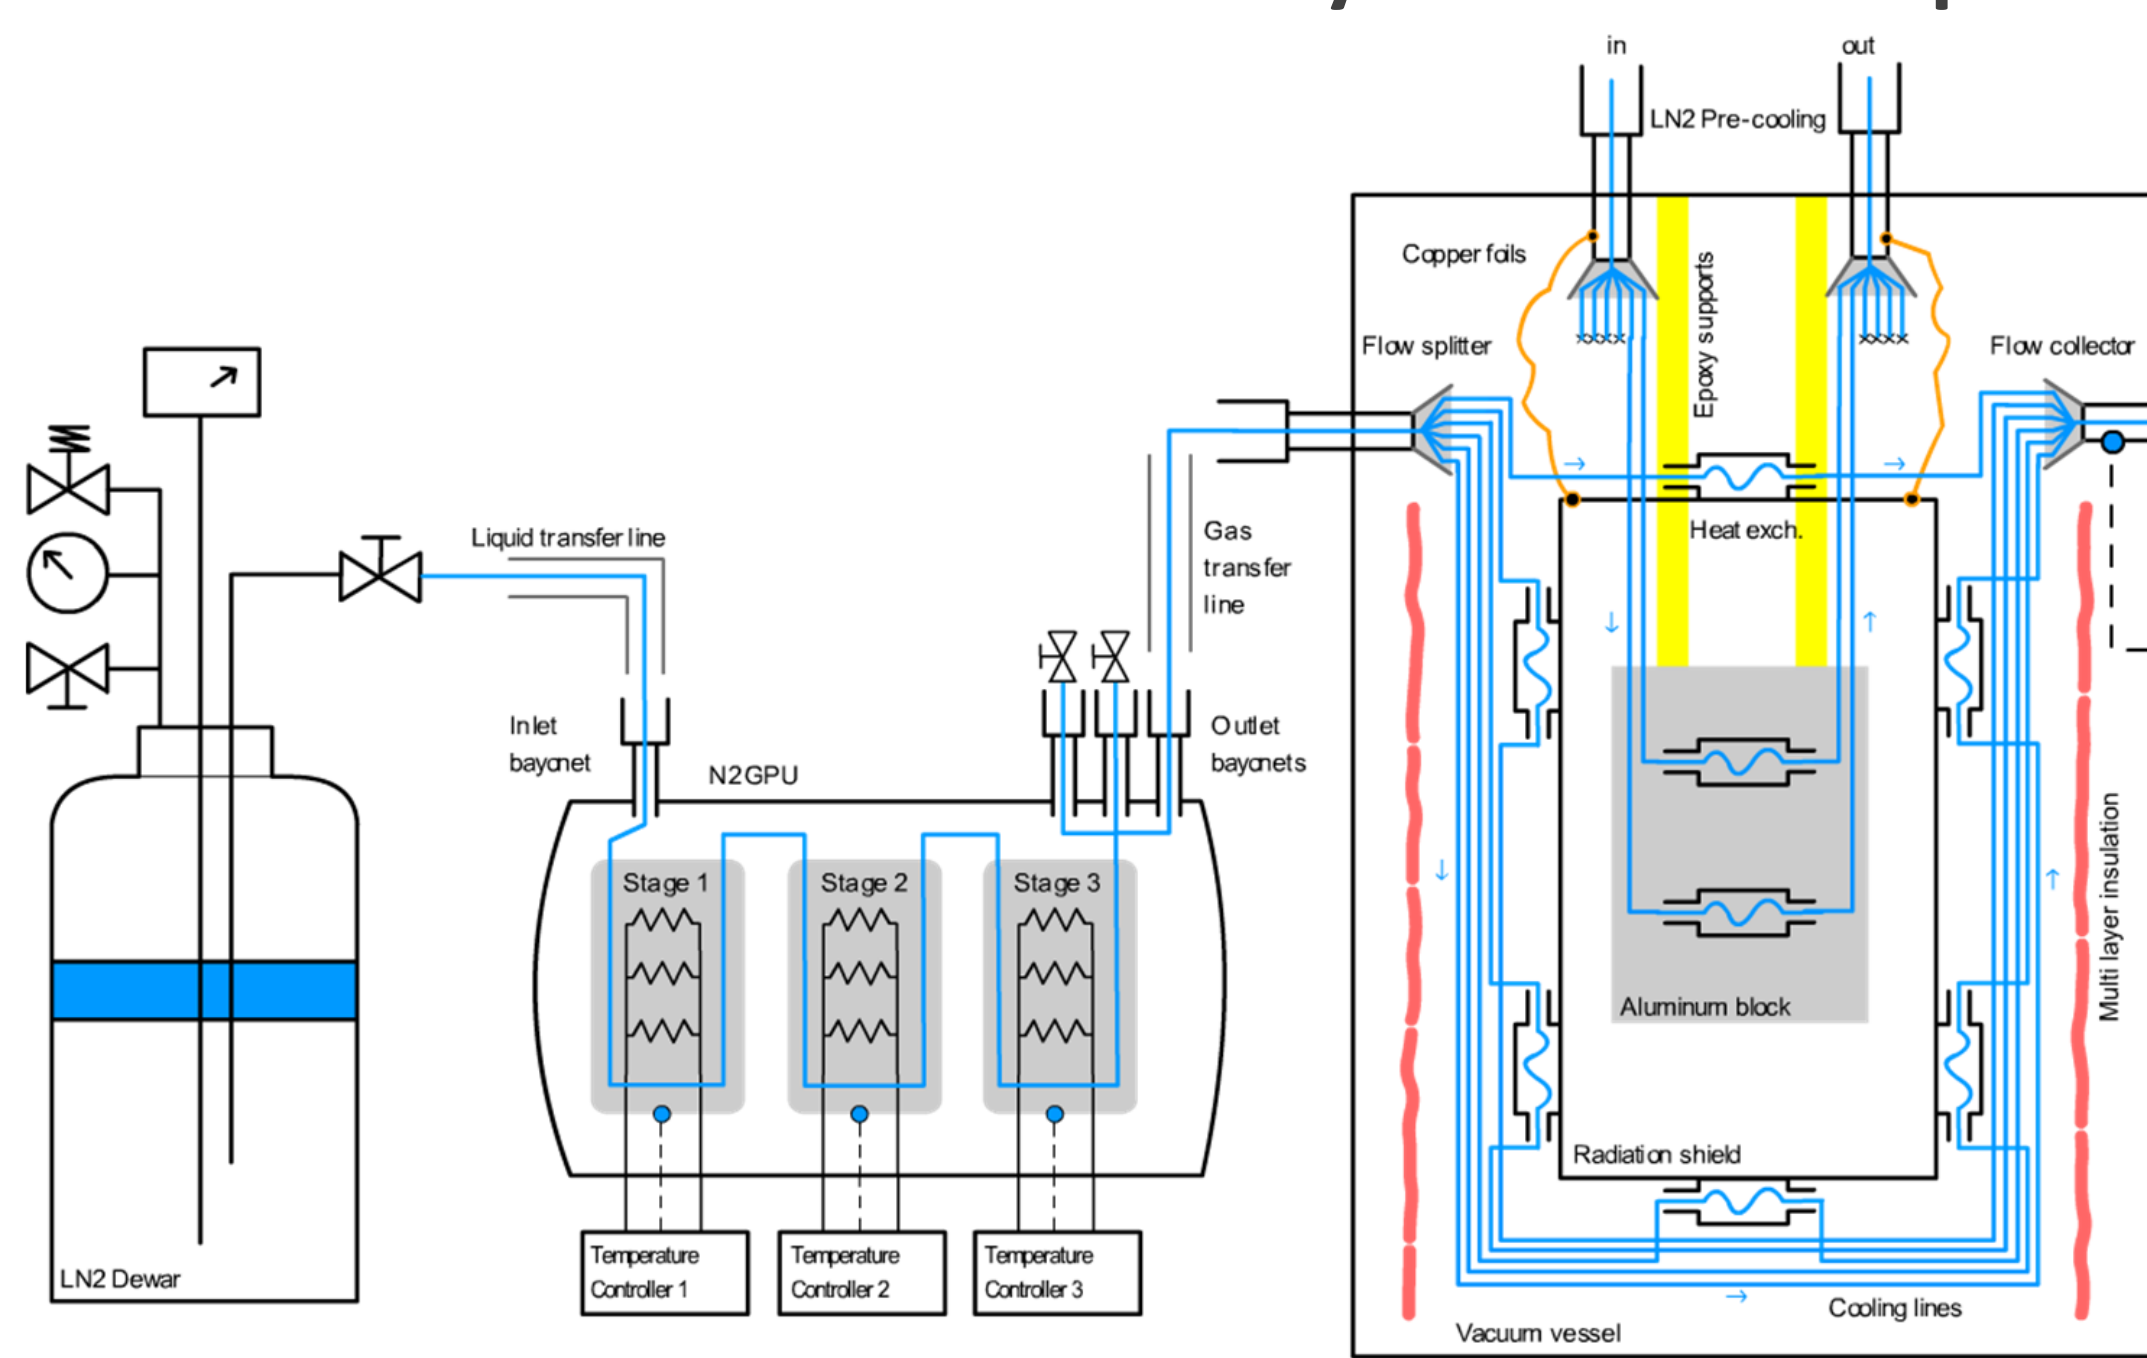 in
out
LN2 Pre-cooling
Copper foils
Epoxy supports
Flow splitter
Flow collector
Liquid transfer line
Gas
transfer
line
Heat exch.
Inlet
bayonet
N2GPU
Outlet
bayonets
Stage 1
Stage 2
Stage 3
Multi layer insulation
Aluminum block
Radiation shield
LN2 Dewar
Temperature
Controller 1
Temperature
Controller 2
Temperature
Controller 3
Cooling lines
Vacuum vessel